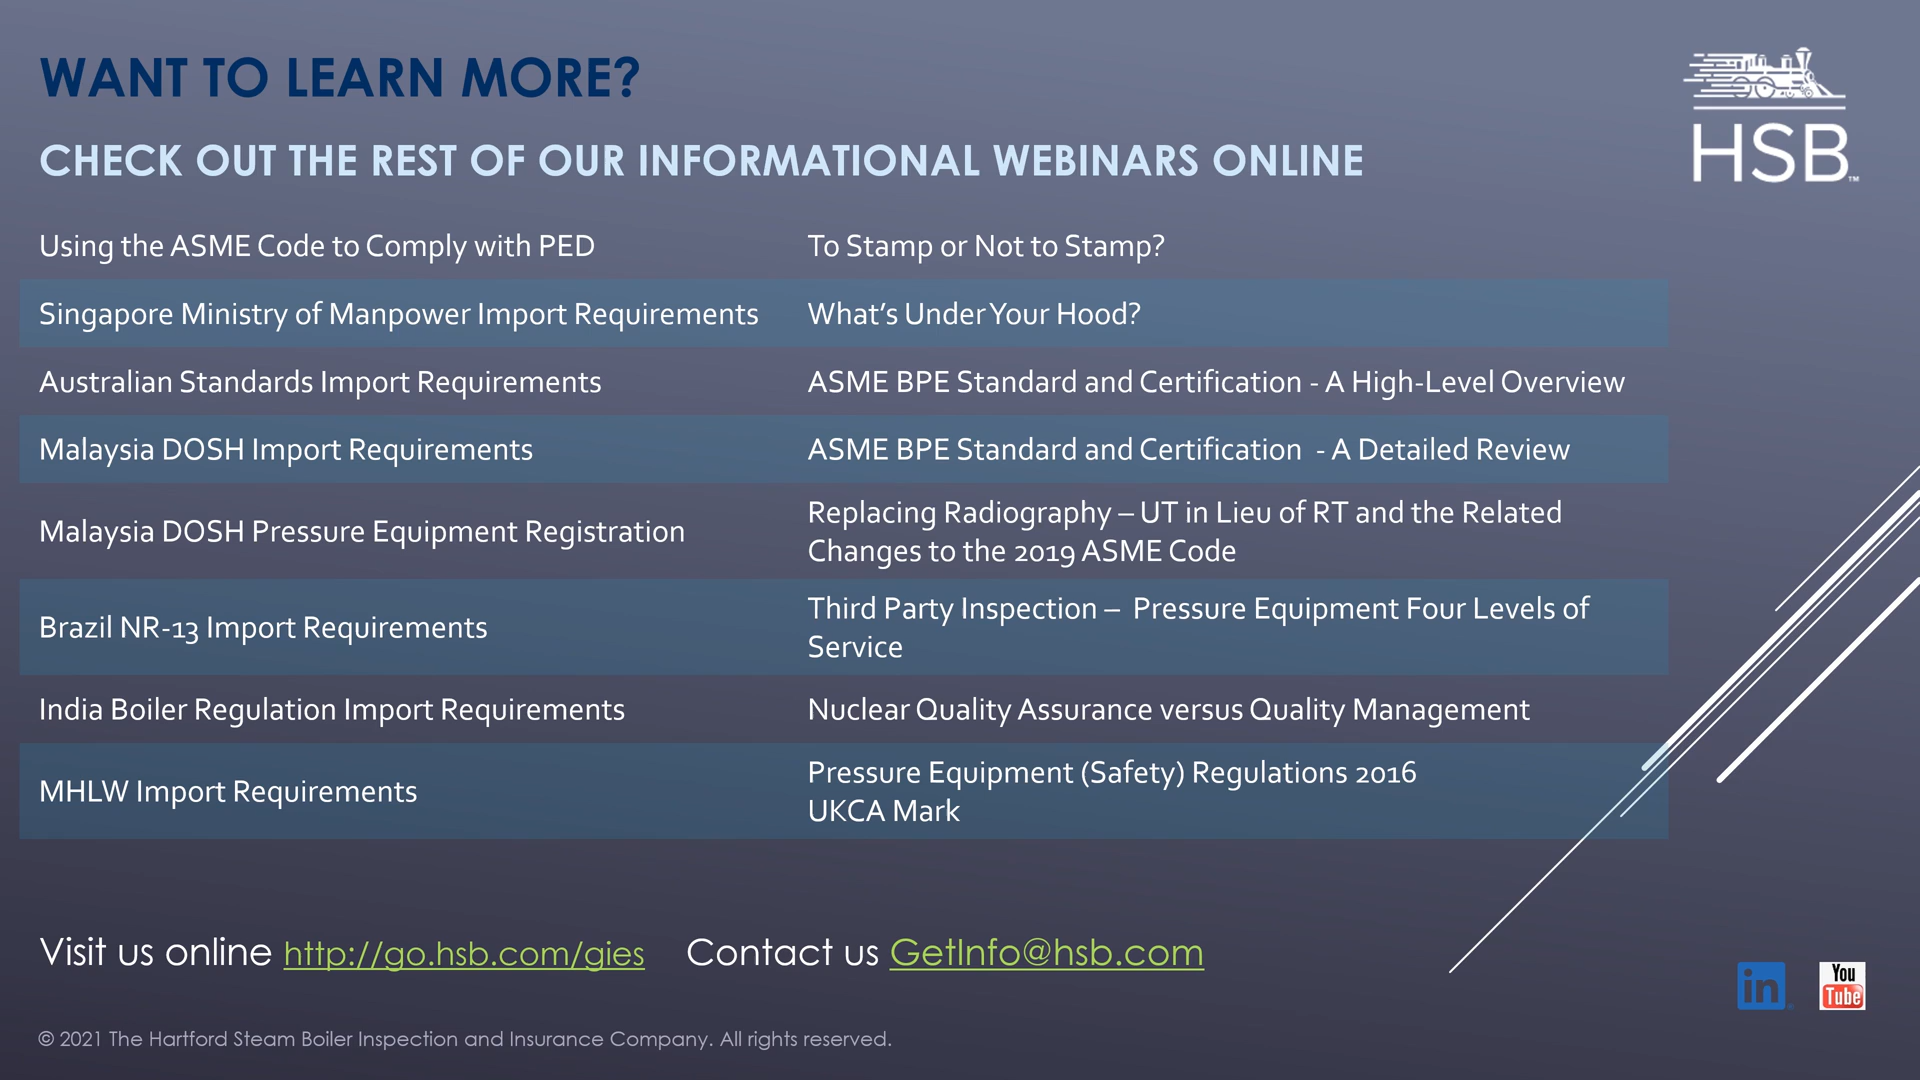 WANT TO LEARN MORE?
HSB™
CHECK OUT THE REST OF OUR INFORMATIONAL WEBINARS ONLINE
Using the ASME Code to Comply with PED
To Stamp or Not to Stamp?
Singapore Ministry of Manpower Import Requirements
What’s Under Your Hood?
Australian Standards Import Requirements
ASME BPE Standard and Certification - A High-Level Overview
Malaysia DOSH Import Requirements
ASME BPE Standard and Certification  - A Detailed Review
Malaysia DOSH Pressure Equipment Registration
Replacing Radiography – UT in Lieu of RT and the Related
Changes to the 2019 ASME Code
Brazil NR-13 Import Requirements
Third Party Inspection –  Pressure Equipment Four Levels of
Service
India Boiler Regulation Import Requirements
Nuclear Quality Assurance versus Quality Management
MHLW Import Requirements
Pressure Equipment (Safety) Regulations 2016
UKCA Mark
Visit us online http://go.hsb.com/gies
Contact us GetInfo@hsb.com
in
You
Tube
© 2021 The Hartford Steam Boiler Inspection and Insurance Company. All rights reserved.